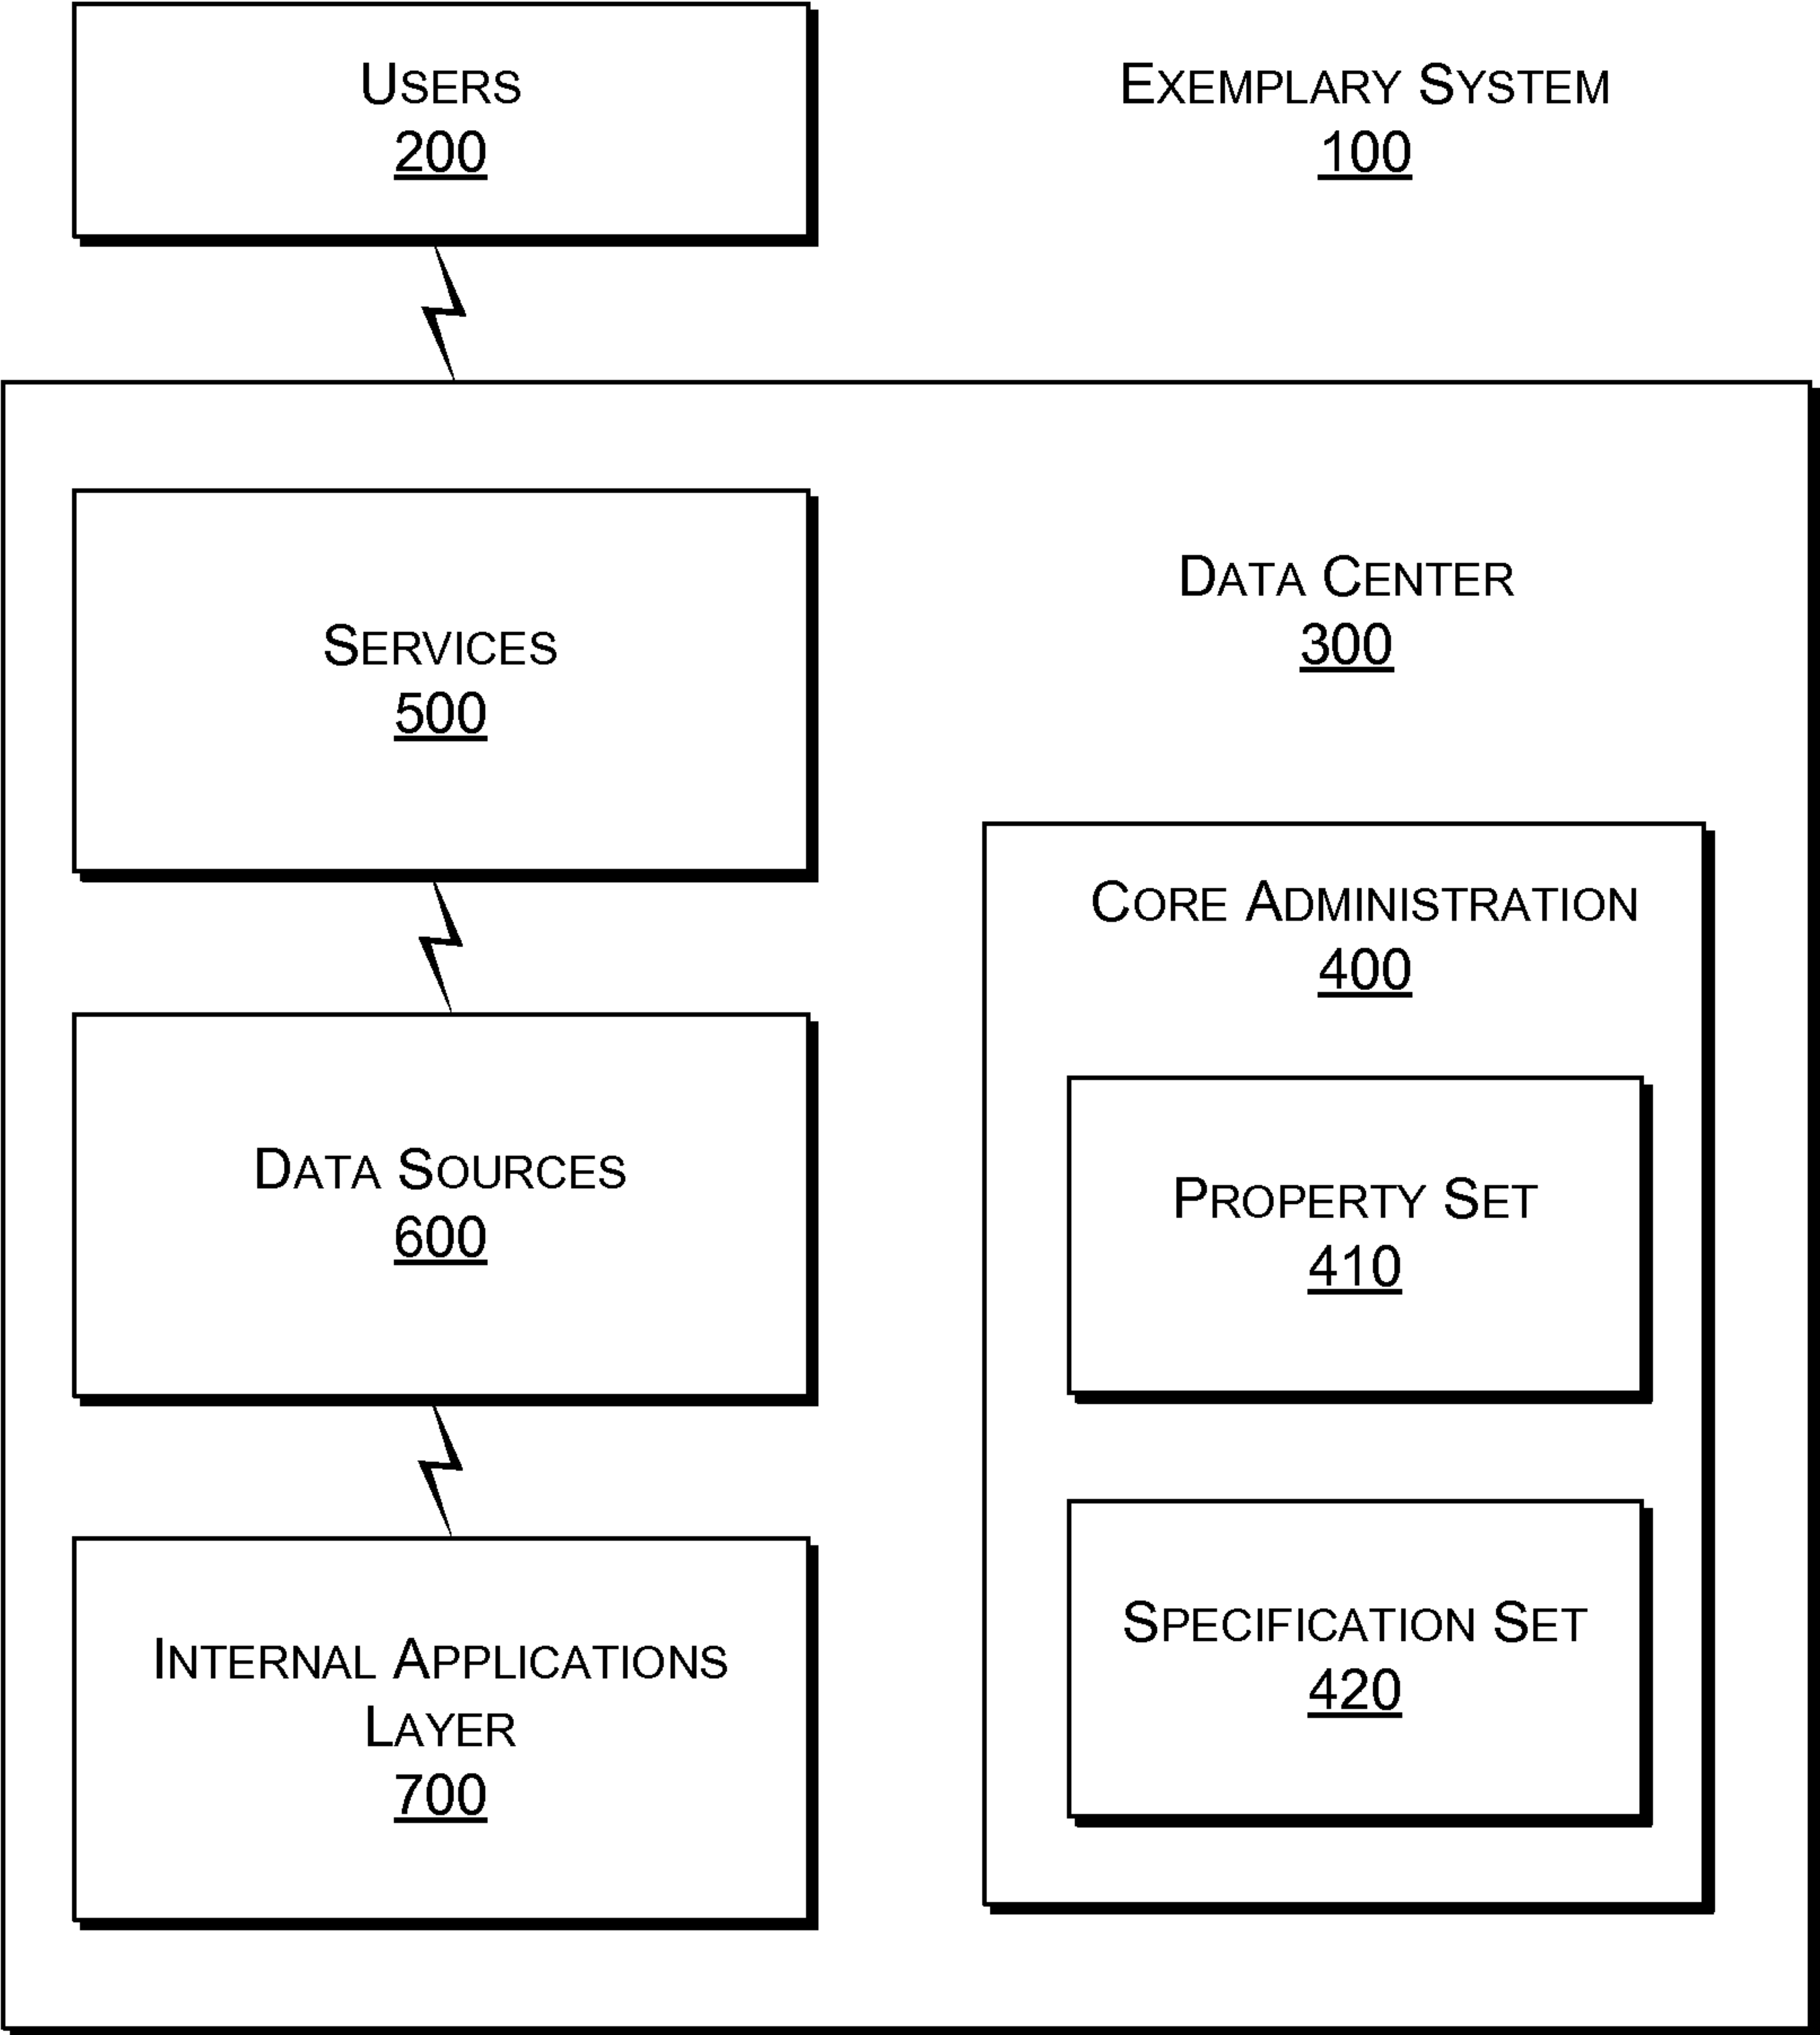 USERS
200
EXEMPLARY SYSTEM
100
DATA CENTER
300
SERVICES
500
CORE ADMINISTRATION
400
DATA SOURCES
600
PROPERTY SET
410
SPECIFICATION SET
420
INTERNAL APPLICATIONS
LAYER
700